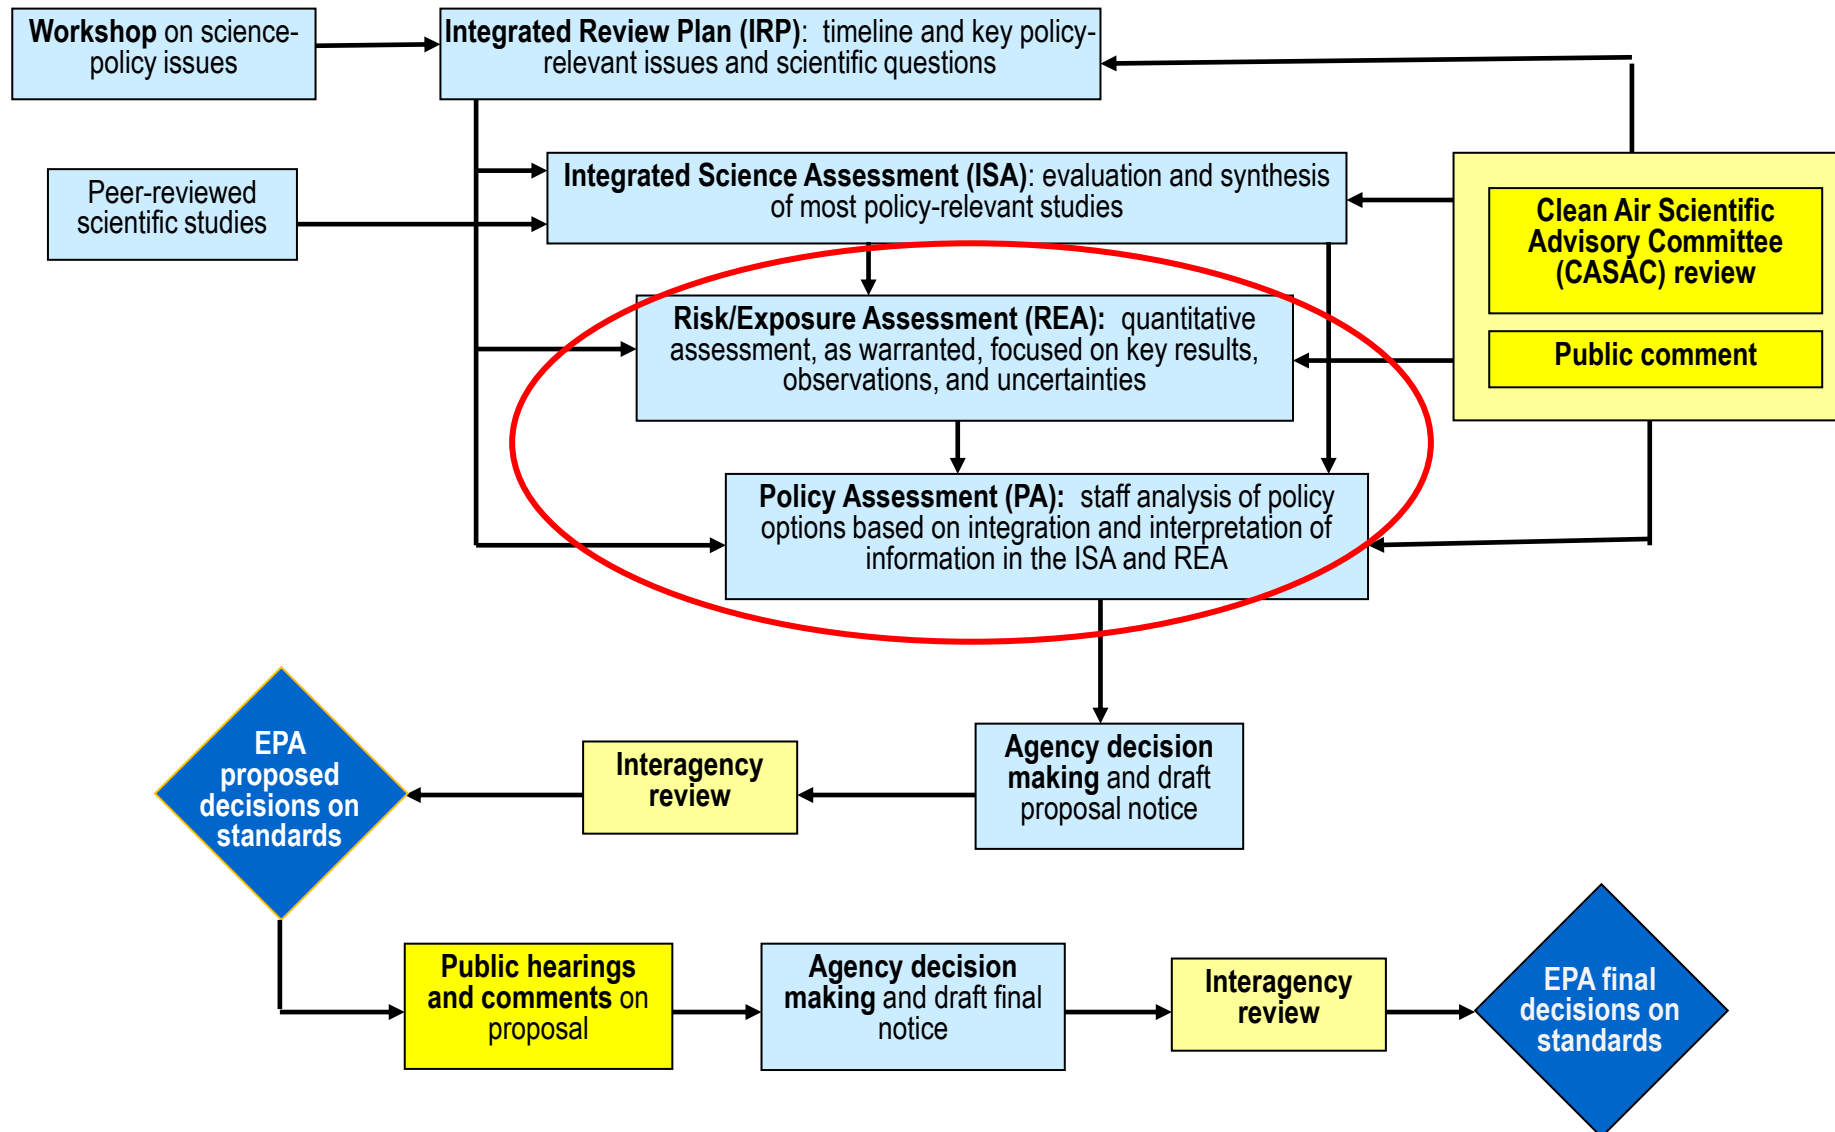 Workshop on science-
policy issues
Integrated Review Plan (IRP): timeline and key policy-
relevant issues and scientific questions
Peer-reviewed
scientific studies
Integrated Science Assessment (ISA): evaluation and synthesis
of most policy-relevant studies
Clean Air Scientific
Advisory Committee
(CASAC) review
Public comment
Risk/Exposure Assessment (REA): quantitative
assessment, as warranted, focused on key results,
observations, and uncertainties
Policy Assessment (PA): staff analysis of policy
options based on integration and interpretation of
information in the ISA and REA
Agency decision
making and draft
proposal notice
Interagency
review
EPA
proposed
decisions on
standards
Public hearings
and comments on
proposal
Agency decision
making and draft final
notice
Interagency
review
EPA final
decisions on
standards